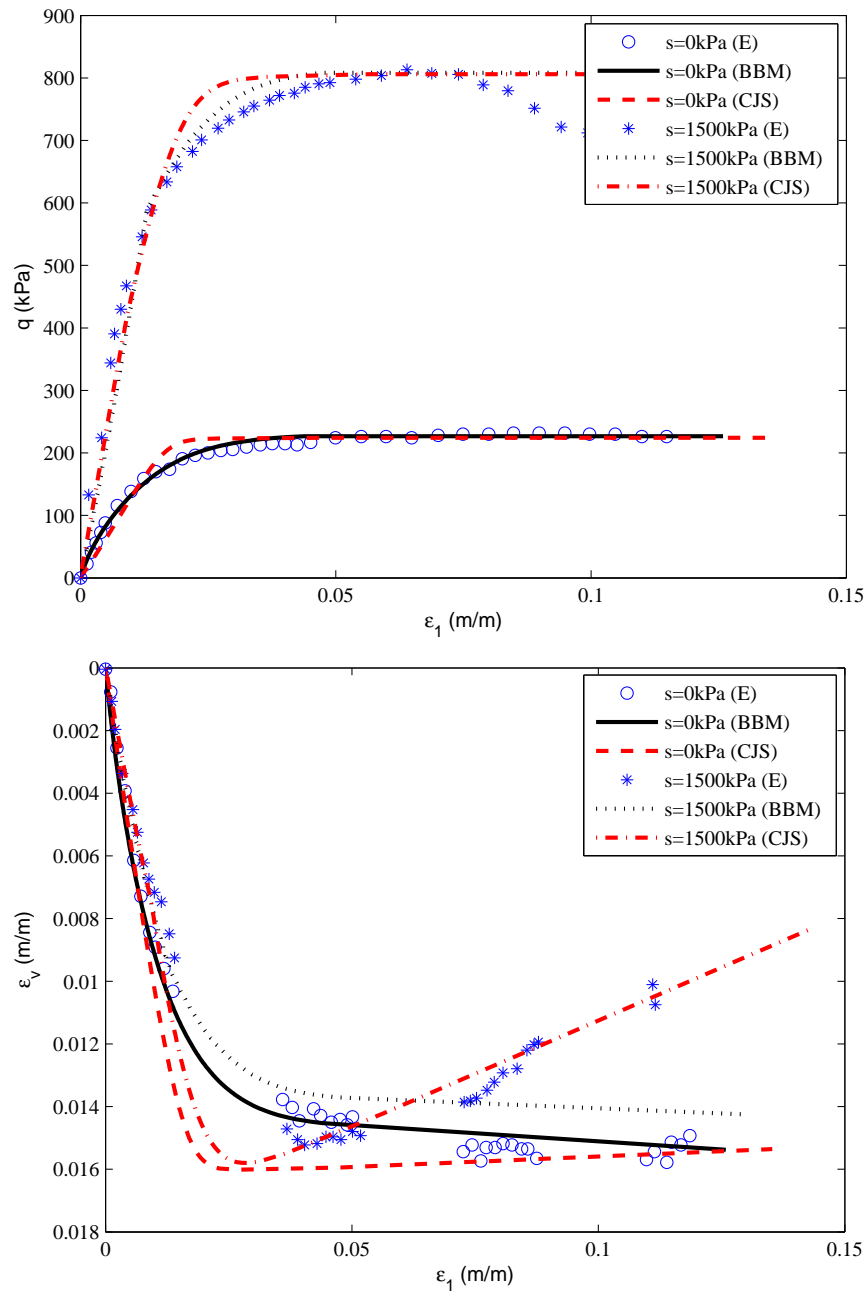 900
800
700
600
500
400
300
200
100
0
q (kPa)
0
0.05
0.1
0.15
ε1 (m/m)
s=0kPa (E)
s=0kPa (BBM)
s=0kPa (CJS)
s=1500kPa (E)
s=1500kPa (BBM)
s=1500kPa (CJS)
0
0.002
0.004
0.006
0.008
0.01
0.012
0.014
0.016
0.018
εv (m/m)
0
0.05
0.1
0.15
ε1 (m/m)
s=0kPa (E)
s=0kPa (BBM)
s=0kPa (CJS)
s=1500kPa (E)
s=1500kPa (BBM)
s=1500kPa (CJS)